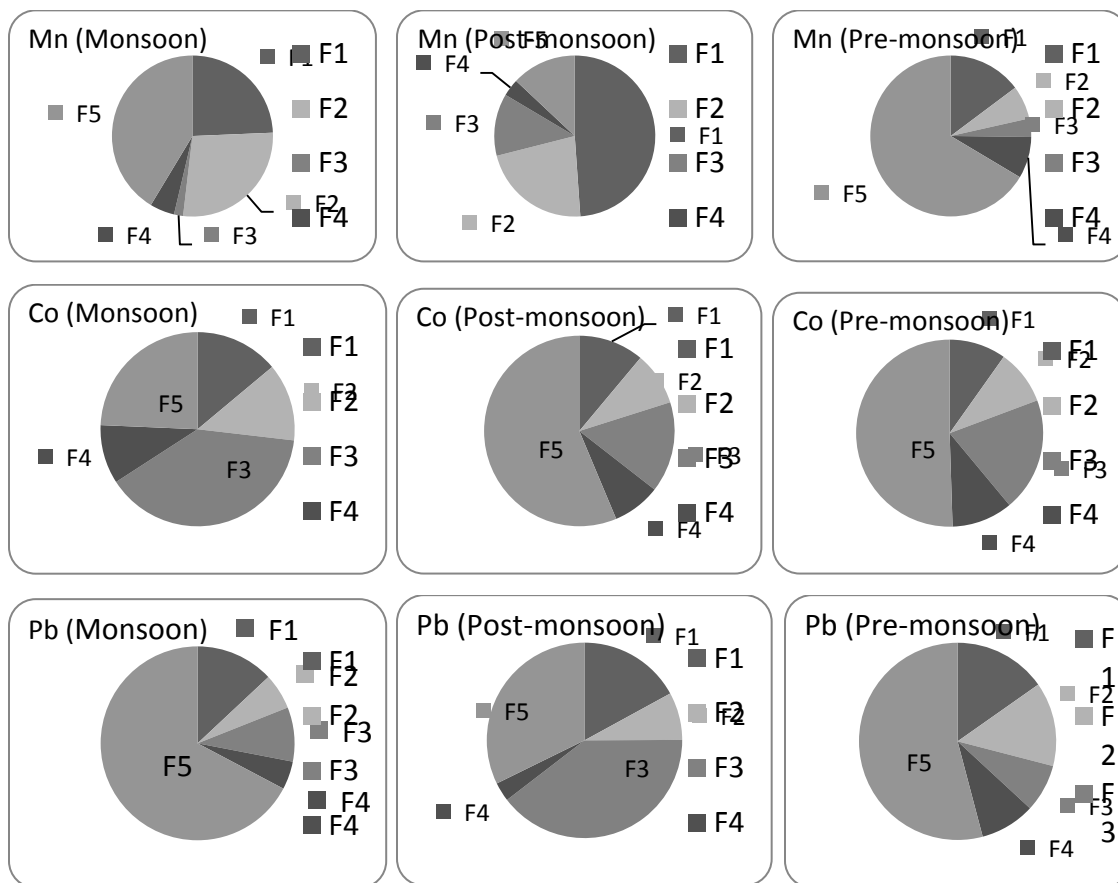 Mn (Monsoon)
F1
F1
F2
F3
F4
F5
F2
F4
F3
Mn (Post-monsoon)
F5
F4
F3
F2
F1
F1
F2
F3
F4
Mn (Pre-monsoon)
F1
F1
F2
F2
F3
F3
F4
F4
F5
Co (Monsoon)
F1
F1
F2
F2
F3
F4
F5
F3
F4
Co (Post-monsoon)
F1
F1
F2
F2
F3
F3
F4
F4
F5
Co (Pre-monsoon)
F1
F1
F2
F2
F3
F3
F4
F4
F5
Pb (Monsoon)
F1
F1
F2
F2
F3
F3
F4
F4
F5
Pb (Post-monsoon)
F1
F1
F2
F2
F3
F4
F5
F3
F4
Pb (Pre-monsoon)
F1
F
1
F2
F
2
F
3
F3
F4
F5